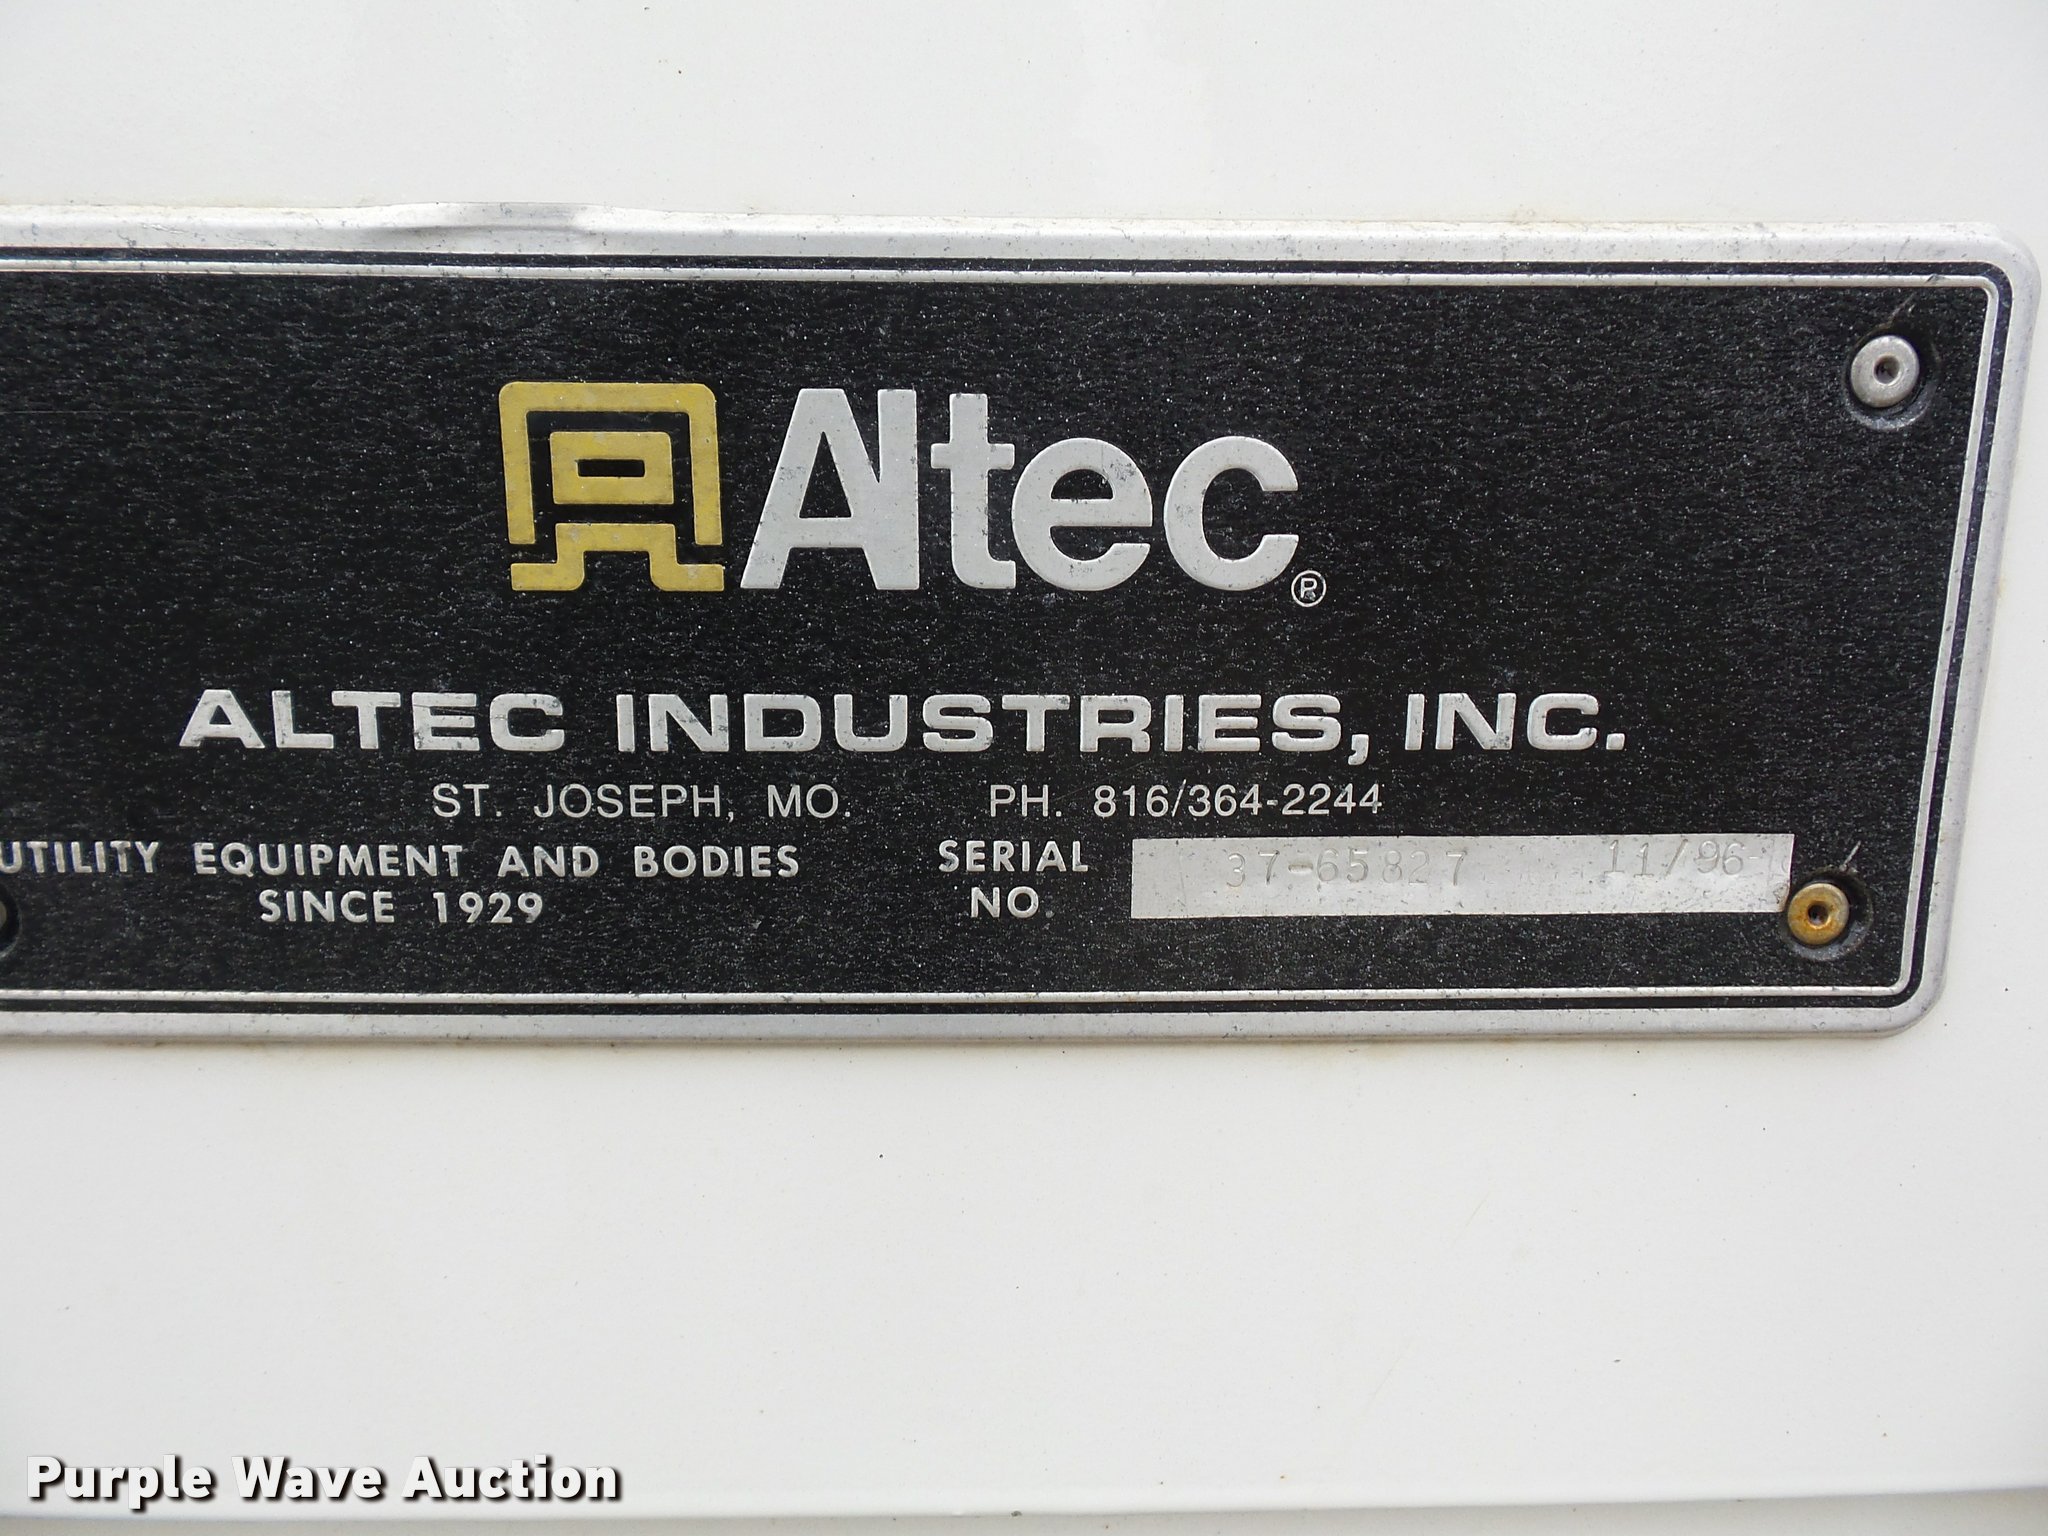 Altec®
ALTEC INDUSTRIES, INC.
ST. JOSEPH, MO. PH. 816/364-2244
UTILITY EQUIPMENT AND BODIES
SINCE 1929
SERIAL
NO. 37-65827 11/96
Purple Wave Auction